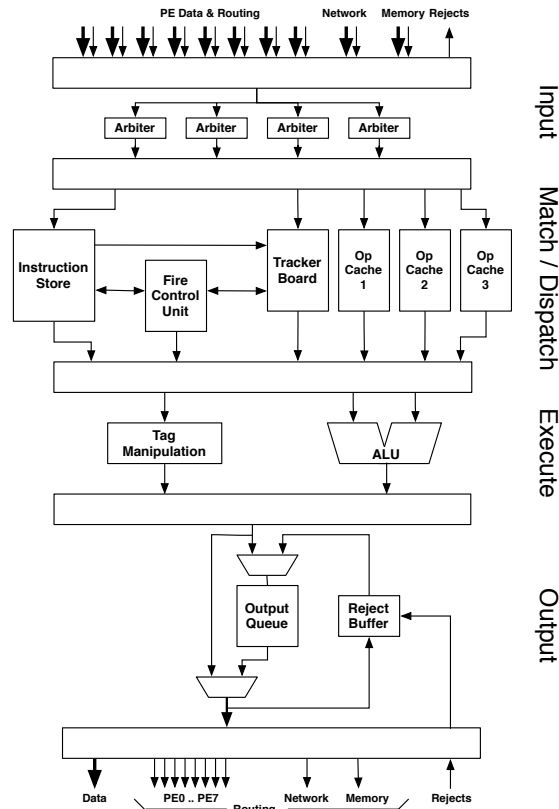 PE Data & Routing
Network
Memory Rejects
Input
Arbiter
Arbiter
Arbiter
Arbiter
Match / Dispatch
Instruction
Store
Fire
Control
Unit
Tracker
Board
Op
Cache
1
Op
Cache
2
Op
Cache
3
Execute
Tag
Manipulation
ALU
Output
Output
Queue
Reject
Buffer
Data
PE0 .. PE7
Network
Memory
Rejects
Routing